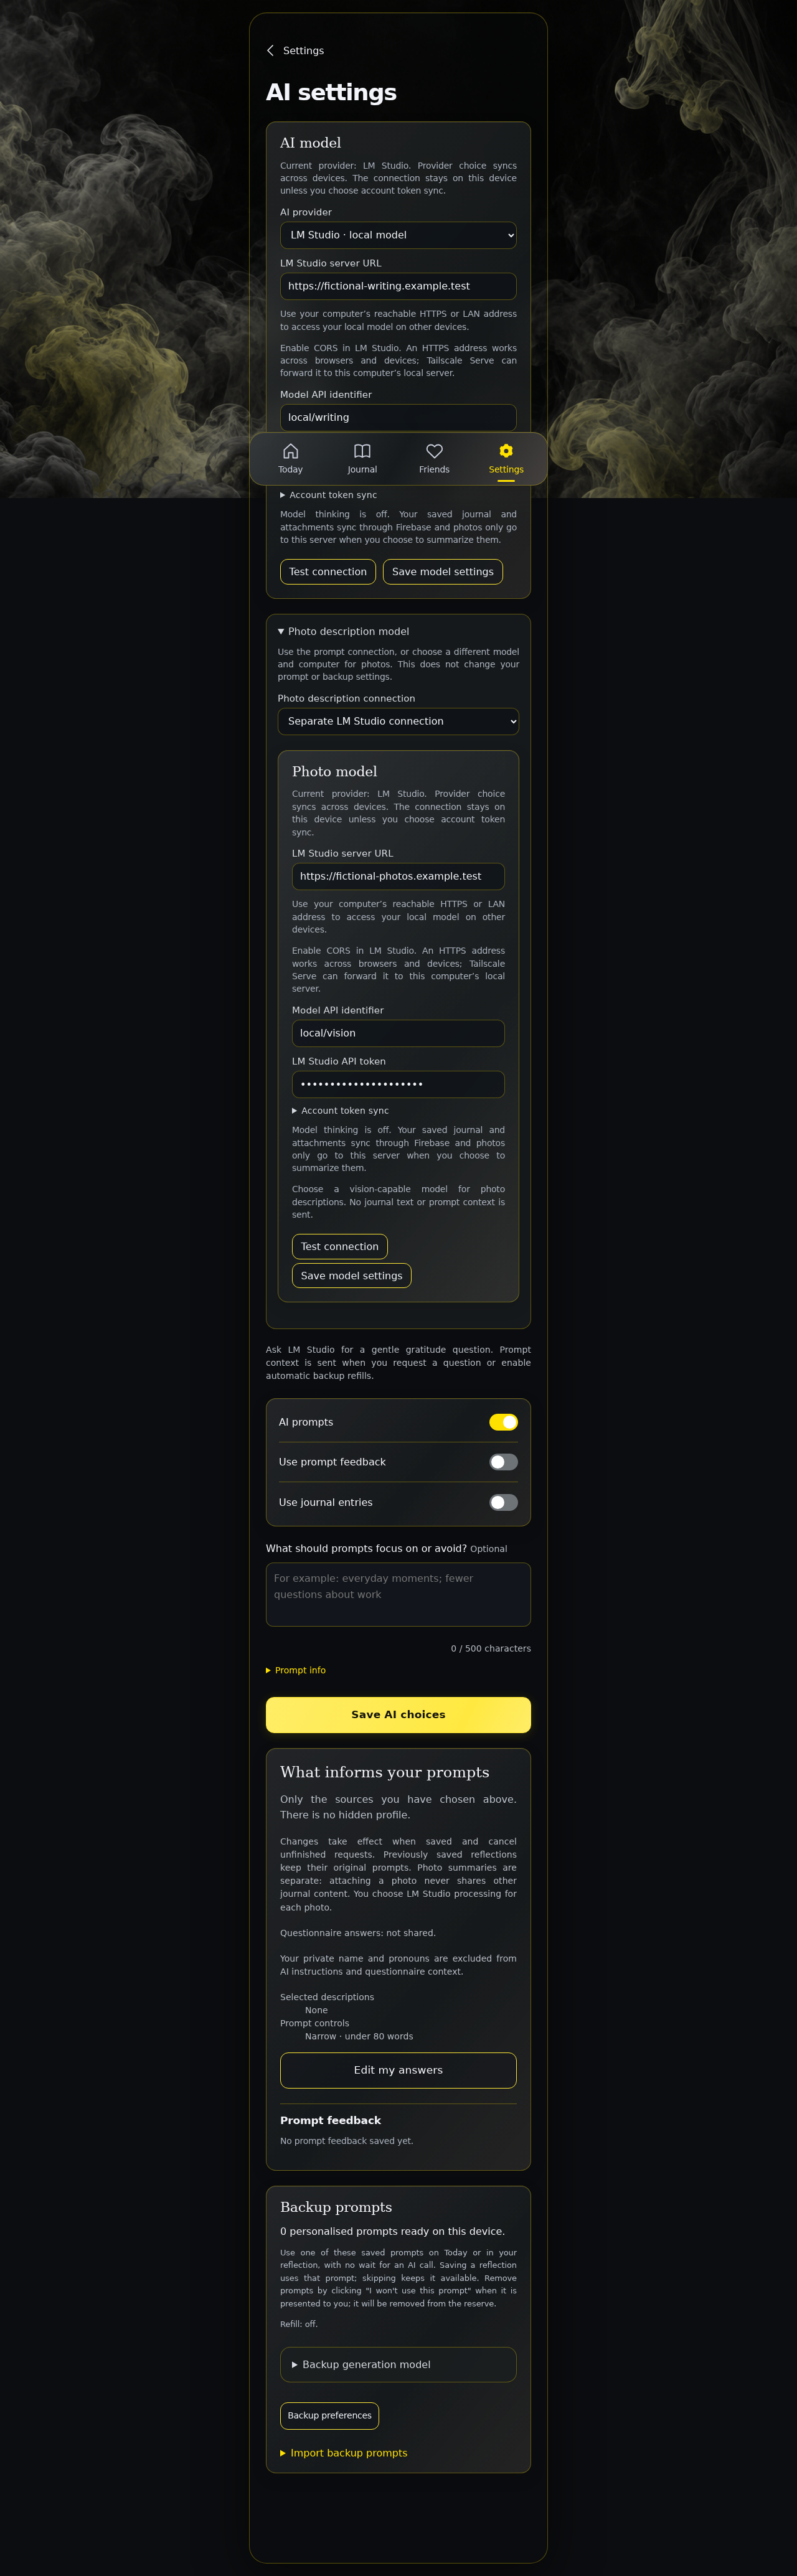 Settings
AI settings
AI model
Current provider: LM Studio. Provider choice syncs
across devices. The connection stays on this device
unless you choose account token sync.
AI provider
LM Studio · local model
LM Studio server URL
https://fictional-writing.example.test
Use your computer’s reachable HTTPS or LAN address
to access your local model on other devices.
Enable CORS in LM Studio. An HTTPS address works
across browsers and devices; Tailscale Serve can
forward it to this computer’s local server.
Model API identifier
local/writing
Today
Journal
Friends
Settings
Account token sync
Model thinking is off. Your saved journal and
attachments sync through Firebase and photos only go
to this server when you choose to summarize them.
Test connection
Save model settings
Photo description model
Use the prompt connection, or choose a different model
and computer for photos. This does not change your
prompt or backup settings.
Photo description connection
Separate LM Studio connection
Photo model
Current provider: LM Studio. Provider choice
syncs across devices. The connection stays on
this device unless you choose account token
sync.
LM Studio server URL
https://fictional-photos.example.test
Use your computer’s reachable HTTPS or LAN
address to access your local model on other
devices.
Enable CORS in LM Studio. An HTTPS address
works across browsers and devices; Tailscale
Serve can forward it to this computer’s local
server.
Model API identifier
local/vision
LM Studio API token
•••••••••••••••••••••
Account token sync
Model thinking is off. Your saved journal and
attachments sync through Firebase and photos
only go to this server when you choose to
summarize them.
Choose a vision-capable model for photo
descriptions. No journal text or prompt context is
sent.
Test connection
Save model settings
Ask LM Studio for a gentle gratitude question. Prompt
context is sent when you request a question or enable
automatic backup refills.
AI prompts
Use prompt feedback
Use journal entries
What should prompts focus on or avoid? Optional
For example: everyday moments; fewer
questions about work
0 / 500 characters
Prompt info
Save AI choices
What informs your prompts
Only the sources you have chosen above.
There is no hidden profile.
Changes take effect when saved and cancel
unfinished requests. Previously saved reflections
keep their original prompts. Photo summaries are
separate: attaching a photo never shares other
journal content. You choose LM Studio processing for
each photo.
Questionnaire answers: not shared.
Your private name and pronouns are excluded from
AI instructions and questionnaire context.
Selected descriptions
None
Prompt controls
Narrow · under 80 words
Edit my answers
Prompt feedback
No prompt feedback saved yet.
Backup prompts
0 personalised prompts ready on this device.
Use one of these saved prompts on Today or in your
reflection, with no wait for an AI call. Saving a reflection
uses that prompt; skipping keeps it available. Remove
prompts by clicking "I won't use this prompt" when it is
presented to you; it will be removed from the reserve.
Refill: off.
Backup generation model
Backup preferences
Import backup prompts